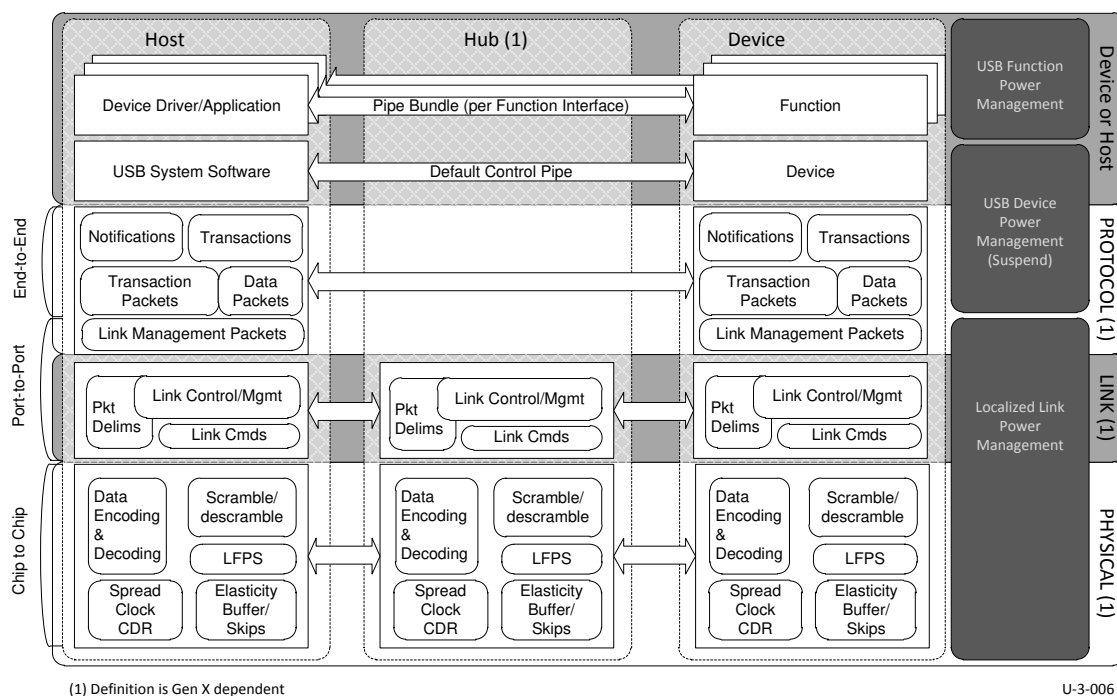 Host
Hub (1)
Device
Device Driver/Application
Pipe Bundle (per Function Interface)
Function
USB System Software
Default Control Pipe
Device
USB Function
Power
Management
Device or Host
End-to-End
Notifications
Transactions
Transaction
Packets
Data
Packets
Link Management Packets
Notifications
Transactions
Transaction
Packets
Data
Packets
Link Management Packets
USB Device
Power
Management
(Suspend)
PROTOCOL (1)
Port-to-Port
Pkt
Delims
Link Control/Mgmt
Link Cmds
Pkt
Delims
Link Control/Mgmt
Link Cmds
Pkt
Delims
Link Control/Mgmt
Link Cmds
Localized Link
Power
Management
LINK (1)
Chip to Chip
Data
Encoding
&
Decoding
Scramble/
descramble
LFPS
Spread
Clock
CDR
Elasticity
Buffer/
Skips
Data
Encoding
&
Decoding
Scramble/
descramble
LFPS
Spread
Clock
CDR
Elasticity
Buffer/
Skips
Data
Encoding
&
Decoding
Scramble/
descramble
LFPS
Spread
Clock
CDR
Elasticity
Buffer/
Skips
PHYSICAL (1)
(1) Definition is Gen X dependent
U-3-006